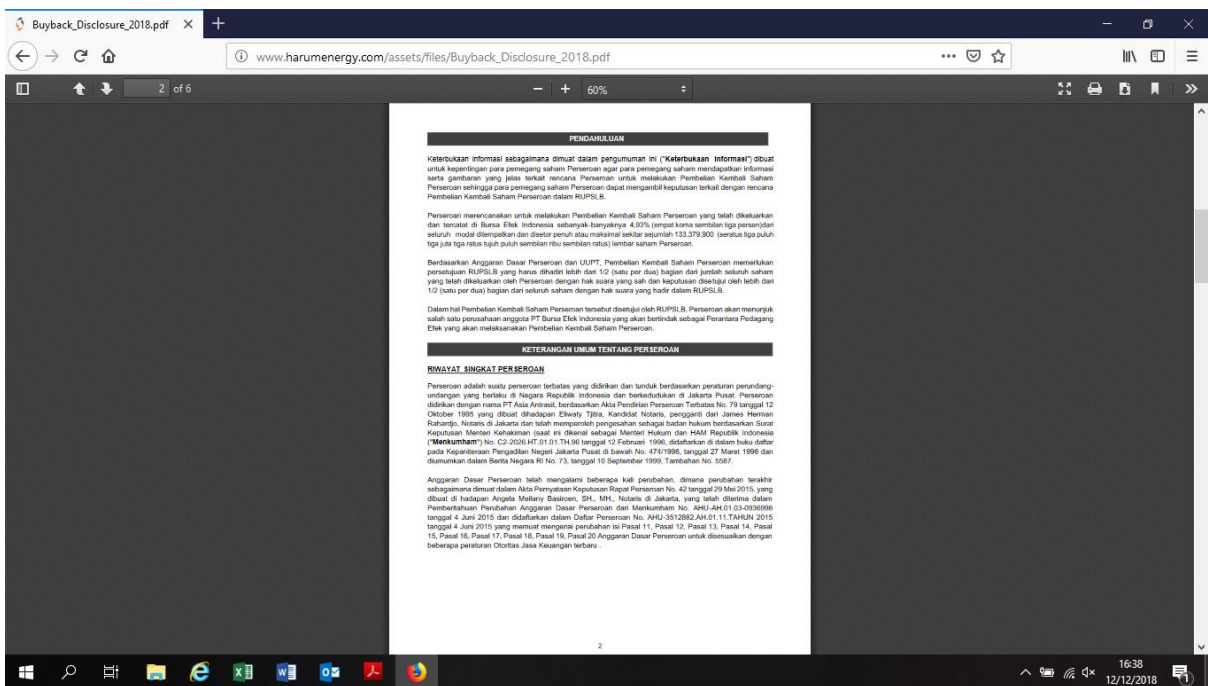 Buyback_Disclosure_2018.pdf
www.harumenergy.com/assets/files/Buyback_Disclosure_2018.pdf
2 of 6
60%
PENDAHULUAN
Keterbukaan informasi sebagaimana dimuat dalam pengumuman ini ("Keterbukaan Informasi") dibuat
untuk kepentingan para pemegang saham Perseroan agar para pemegang saham mendapatkan informasi
serta gambaran yang jelas terkait rencana Perseroan untuk melakukan Pembelian Kembali Saham
Perseroan sehingga para pemegang saham Perseroan dapat mengambil keputusan terkait dengan rencana
Pembelian Kembali Saham Perseroan dalam RUPSLB.
Perseroan merencanakan untuk melakukan Pembelian Kembali Saham Perseroan yang telah dikeluarkan
dan tercatat di Bursa Efek Indonesia sebanyak-banyaknya 4,93% (empat koma sembilan tiga persen)dari
seluruh modal ditempatkan dan disetor penuh atau maksimal sekitar sejumlah 133.379.900 (seratus tiga puluh
tiga juta tiga ratus tujuh puluh sembilan ribu sembilan ratus) lembar saham Perseroan.
Berdasarkan Anggaran Dasar Perseroan dan UUPT, Pembelian Kembali Saham Perseroan memerlukan
persetujuan RUPSLB yang harus dihadiri lebih dari 1/2 (satu per dua) bagian dari jumlah seluruh saham
yang telah dikeluarkan oleh Perseroan dengan hak suara yang sah dan keputusan disetujui oleh lebih dari
1/2 (satu per dua) bagian dari seluruh saham dengan hak suara yang hadir dalam RUPSLB.
Dalam hal Pembelian Kembali Saham Perseroan tersebut disetujui oleh RUPSLB, Perseroan akan menunjuk
salah satu perusahaan anggota PT Bursa Efek Indonesia yang akan bertindak sebagai Perantara Pedagang
Efek yang akan melaksanakan Pembelian Kembali Saham Perseroan.
KETERANGAN UMUM TENTANG PERSEROAN
RIWAYAT SINGKAT PERSEROAN
Perseroan adalah suatu perseroan terbatas yang didirikan dan tunduk berdasarkan peraturan perundang-
undangan yang berlaku di Negara Republik Indonesia dan berkedudukan di Jakarta Pusat. Perseroan
didirikan dengan nama PT Asia Antrasit, berdasarkan Akta Pendirian Perseroan Terbatas No. 79 tanggal 12
Oktober 1995 yang dibuat dihadapan Eliwaty Tjitra, Kandidat Notaris, pengganti dari James Herman
Rahardjo, Notaris di Jakarta dan telah memperoleh pengesahan sebagai badan hukum berdasarkan Surat
Keputusan Menteri Kehakiman (saat ini dikenal sebagai Menteri Hukum dan HAM Republik Indonesia
("Menkumham") No. C2-2026.HT.01.01.TH.96 tanggal 12 Februari 1996, didaftarkan di dalam buku daftar
pada Kepaniteraan Pengadilan Negeri Jakarta Pusat di bawah No. 474/1996, tanggal 27 Maret 1996 dan
diumumkan dalam Berita Negara RI No. 73, tanggal 10 September 1999, Tambahan No. 5587.
Anggaran Dasar Perseroan telah mengalami beberapa kali perubahan, dimana perubahan terakhir
sebagaimana dimuat dalam Akta Pernyataan Keputusan Rapat Perseroan No. 42 tanggal 29 Mei 2015, yang
dibuat di hadapan Angela Meilany Basiroen, SH., MH., Notaris di Jakarta, yang telah diterima dalam
Pemberitahuan Perubahan Anggaran Dasar Perseroan dari Menkumham No. AHU-AH.01.03-0936998
tanggal 4 Juni 2015 dan didaftarkan dalam Daftar Perseroan No. AHU-3512682.AH.01.11.TAHUN 2015
tanggal 4 Juni 2015 yang memuat mengenai perubahan isi Pasal 11, Pasal 12, Pasal 13, Pasal 14, Pasal
15, Pasal 16, Pasal 17, Pasal 18, Pasal 19, Pasal 20 Anggaran Dasar Perseroan untuk disesuaikan dengan
beberapa peraturan Otoritas Jasa Keuangan terbaru .
2
16:38
12/12/2018